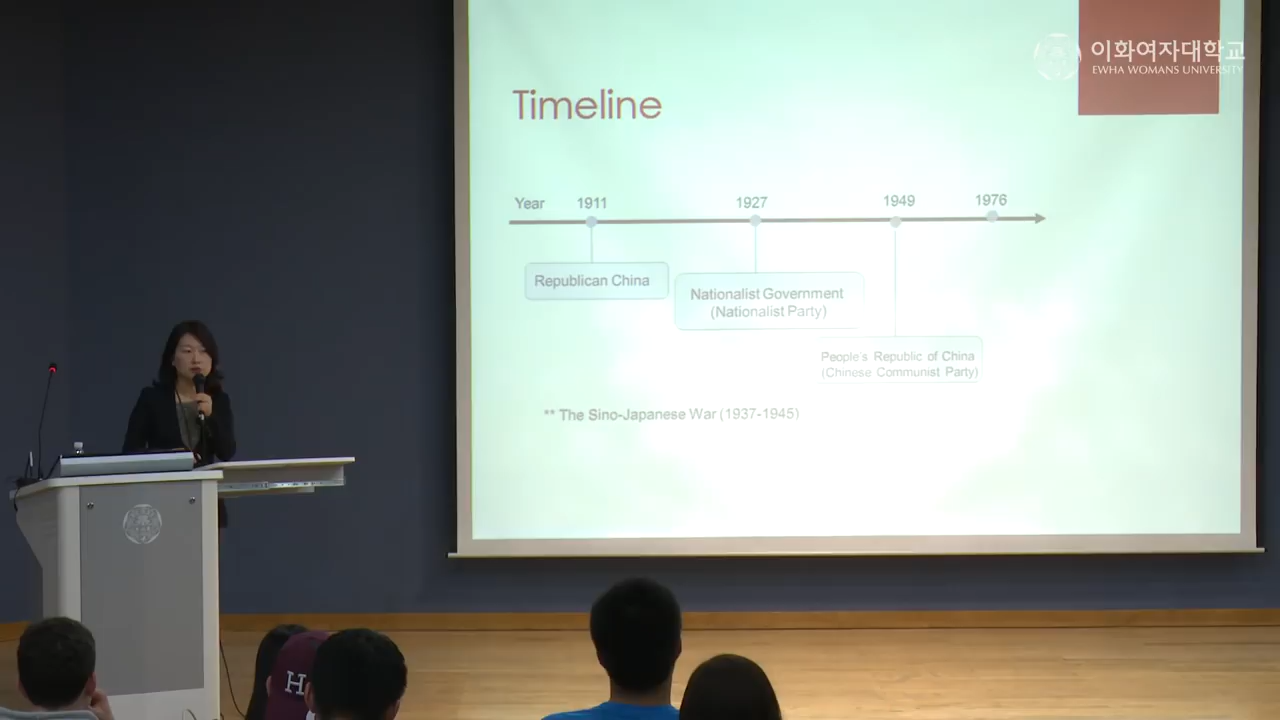 이화여자대학교
EWHA WOMANS UNIVERSITY
Timeline
Year 1911 1927 1949 1976
Republican China
Nationalist Government
(Nationalist Party)
People's Republic of China
(Chinese Communist Party)
** The Sino-Japanese War (1937-1945)
H